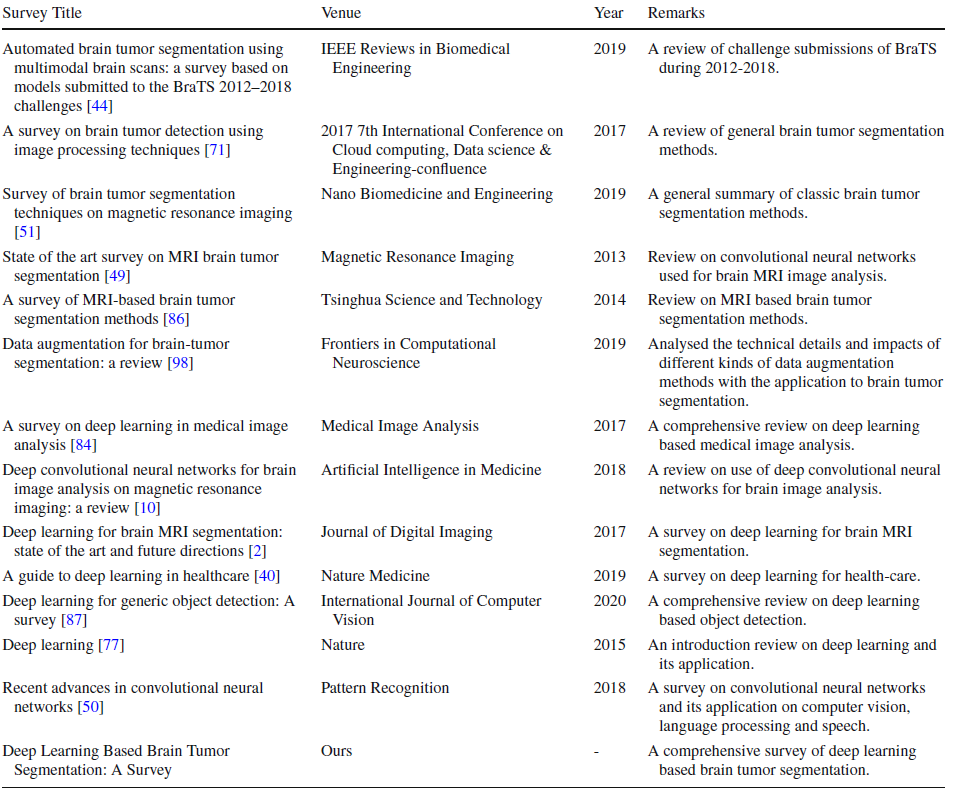 Survey Title Venue Year Remarks
Automated brain tumor segmentation using IEEE Reviews in Biomedical 2019 A review of challenge submissions of BraTS
multimodal brain scans: a survey based on Engineering during 2012-2018.
models submitted to the BraTS 2012–2018
challenges [44]
A survey on brain tumor detection using 2017 7th International Conference on 2017 A review of general brain tumor segmentation
image processing techniques [71] Cloud computing, Data science & methods.
Engineering-confluence
Survey of brain tumor segmentation Nano Biomedicine and Engineering 2019 A general summary of classic brain tumor
techniques on magnetic resonance imaging segmentation methods.
[51]
State of the art survey on MRI brain tumor Magnetic Resonance Imaging 2013 Review on convolutional neural networks
segmentation [49] used for brain MRI image analysis.
A survey of MRI-based brain tumor Tsinghua Science and Technology 2014 Review on MRI based brain tumor
segmentation methods [86] segmentation methods.
Data augmentation for brain-tumor Frontiers in Computational 2019 Analysed the technical details and impacts of
segmentation: a review [98] Neuroscience different kinds of data augmentation
methods with the application to brain tumor
segmentation.
A survey on deep learning in medical image Medical Image Analysis 2017 A comprehensive review on deep learning
analysis [84] based medical image analysis.
Deep convolutional neural networks for brain Artificial Intelligence in Medicine 2018 A review on use of deep convolutional neural
image analysis on magnetic resonance networks for brain image analysis.
imaging: a review [10]
Deep learning for brain MRI segmentation: Journal of Digital Imaging 2017 A survey on deep learning for brain MRI
state of the art and future directions [2] segmentation.
A guide to deep learning in healthcare [40] Nature Medicine 2019 A survey on deep learning for health-care.
Deep learning for generic object detection: A International Journal of Computer 2020 A comprehensive review on deep learning
survey [87] Vision based object detection.
Deep learning [77] Nature 2015 An introduction review on deep learning and
its application.
Recent advances in convolutional neural Pattern Recognition 2018 A survey on convolutional neural networks
networks [50] and its application on computer vision,
language processing and speech.
Deep Learning Based Brain Tumor Ours - A comprehensive survey of deep learning
Segmentation: A Survey based brain tumor segmentation.